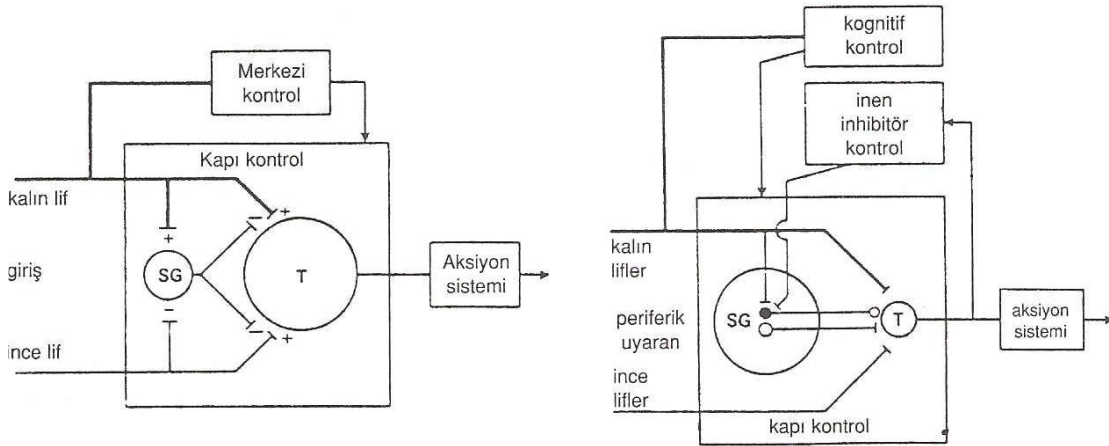 Merkezi
kontrol
Kapı kontrol
kalın lif
+
+
−
SG
T
giriş
Aksiyon
sistemi
−
−
+
ince lif
kognitif
kontrol
inen
inhibitör
kontrol
kalın
lifler
SG
T
periferik
uyaran
aksiyon
sistemi
ince
lifler
kapı kontrol